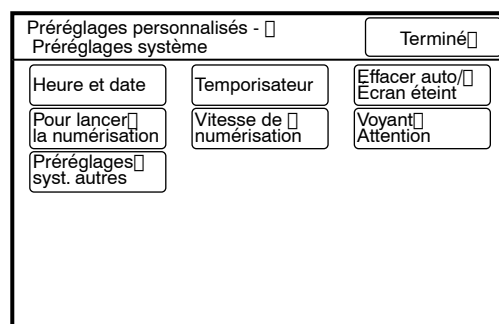 Préréglages personnalisés -
Préréglages système
Terminé
Heure et date
Temporisateur
Effacer auto/
Écran éteint
Pour lancer
la numérisation
Vitesse de
numérisation
Voyant
Attention
Préréglages
syst. autres